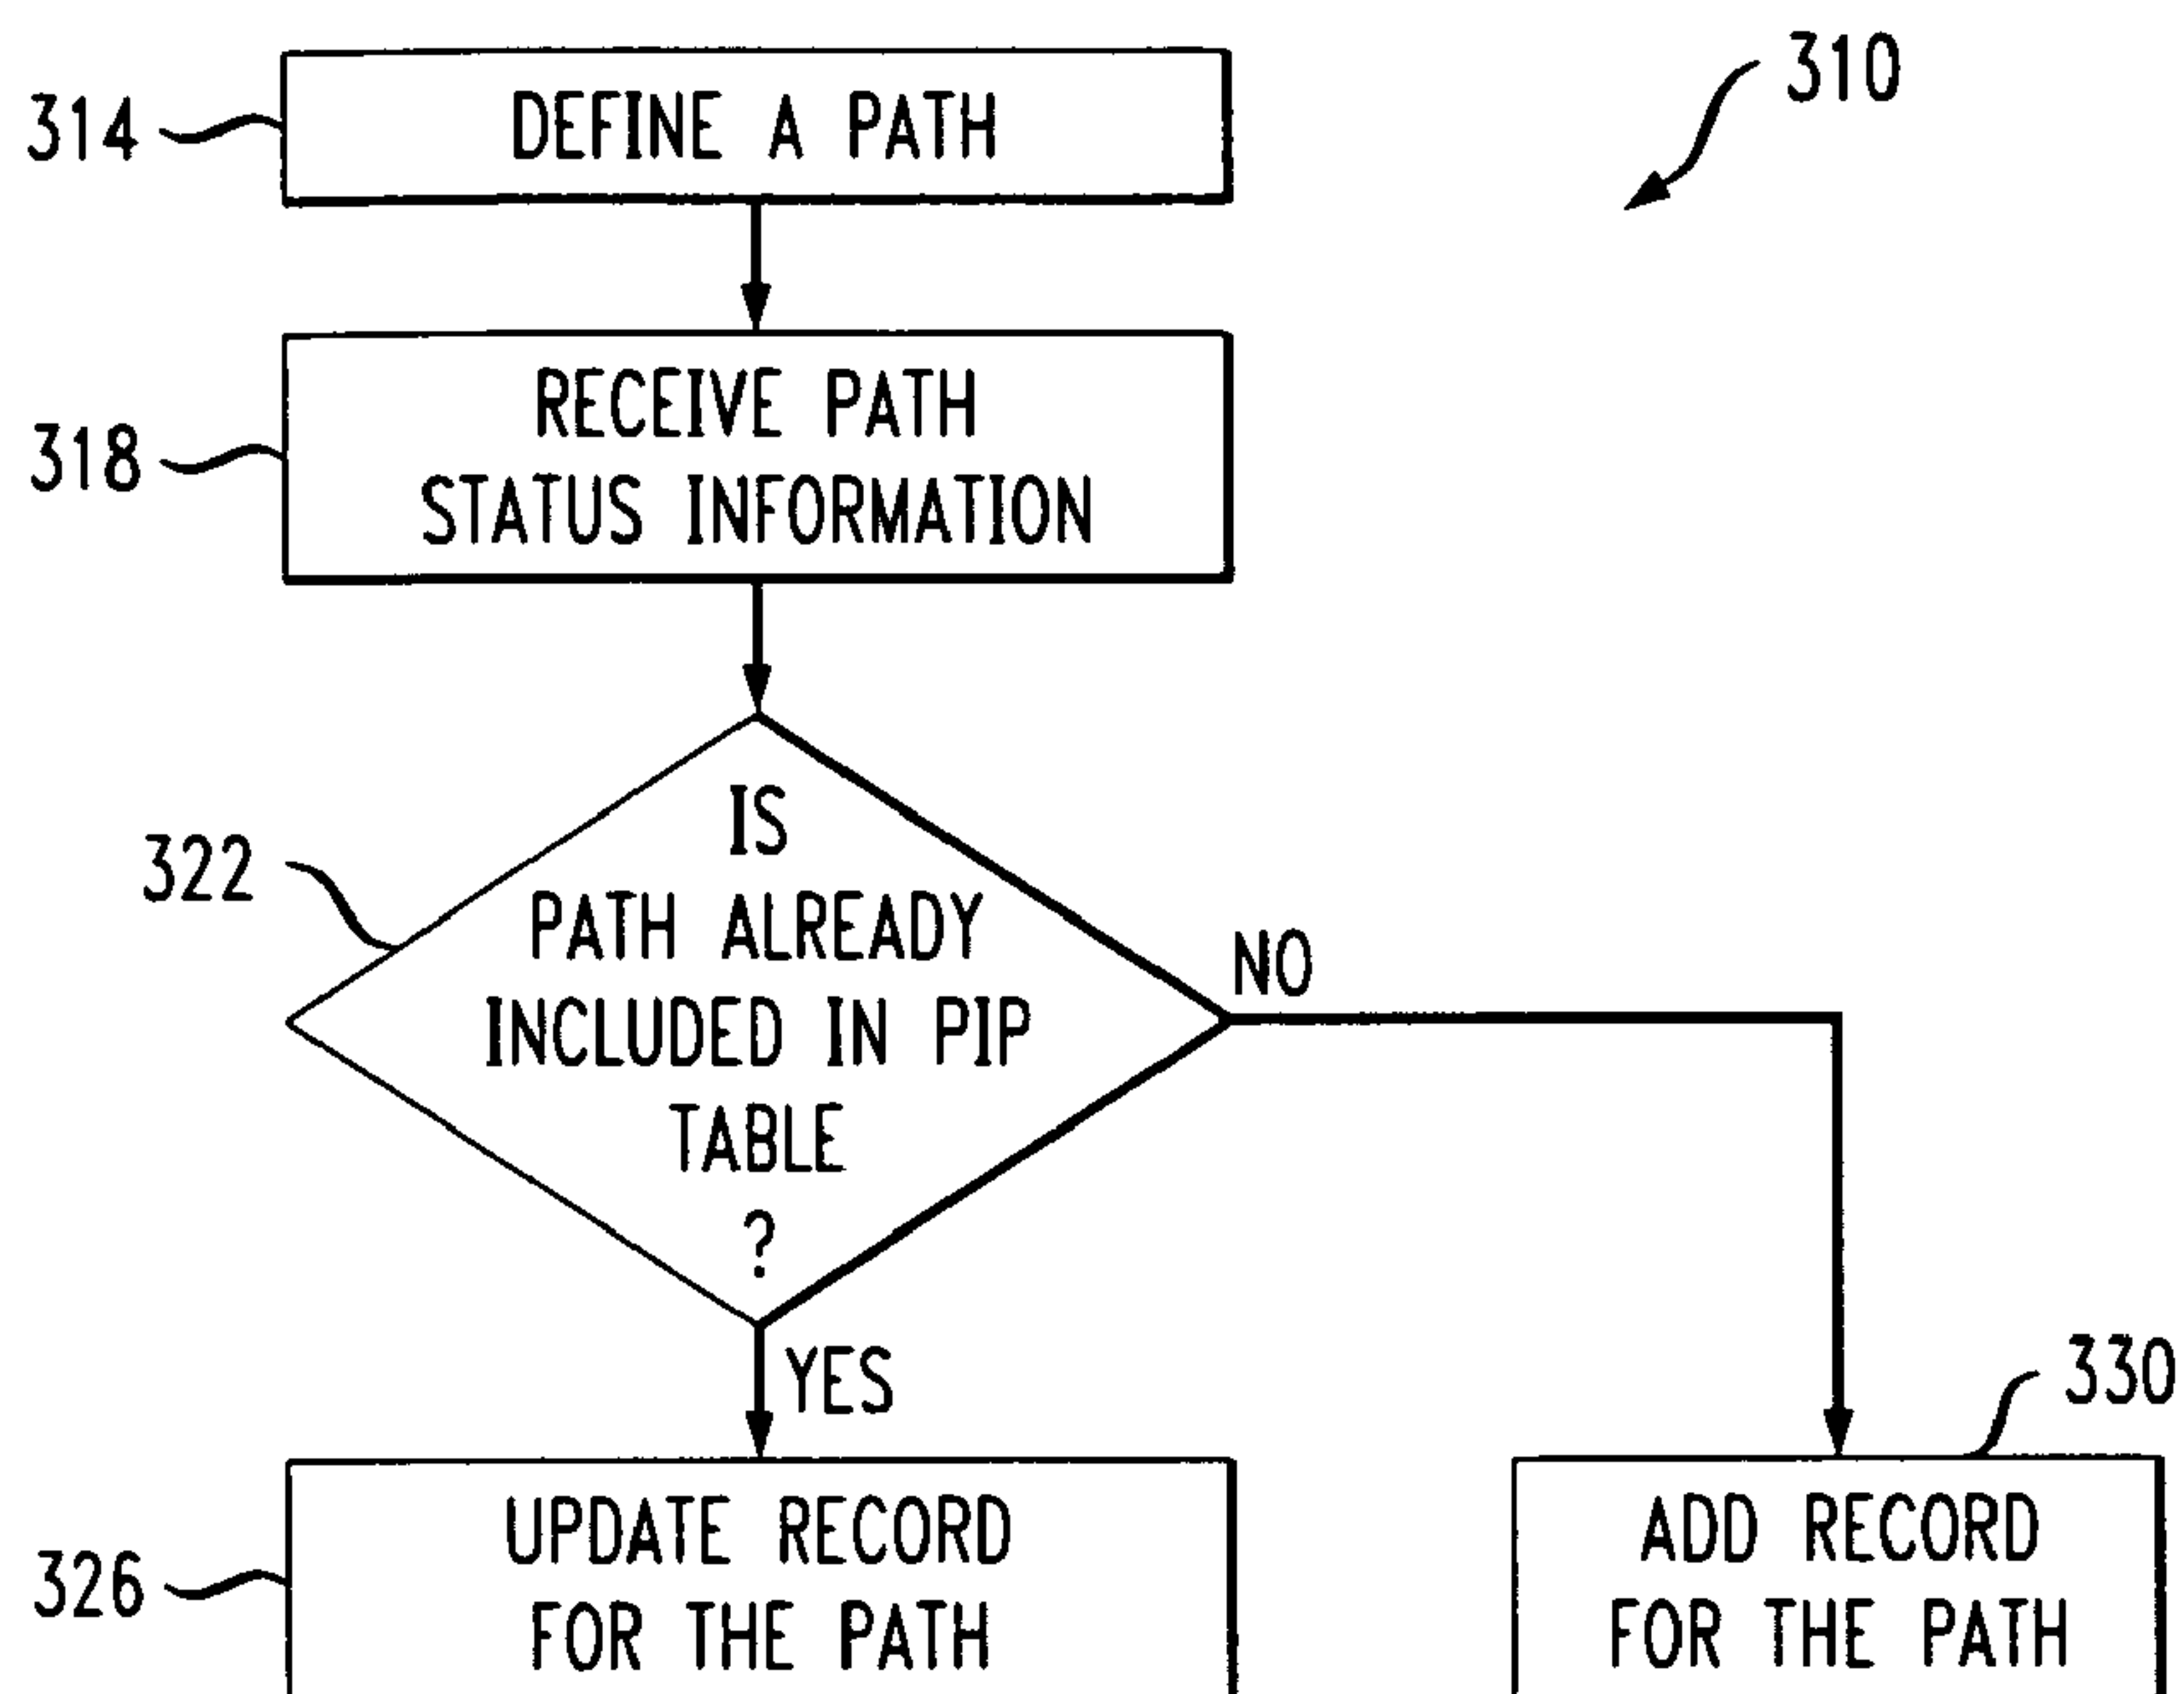 310
314
DEFINE A PATH
318
RECEIVE PATH
STATUS INFORMATION
322
IS
PATH ALREADY
INCLUDED IN PIP
TABLE
?
NO
YES
330
326
UPDATE RECORD
FOR THE PATH
ADD RECORD
FOR THE PATH